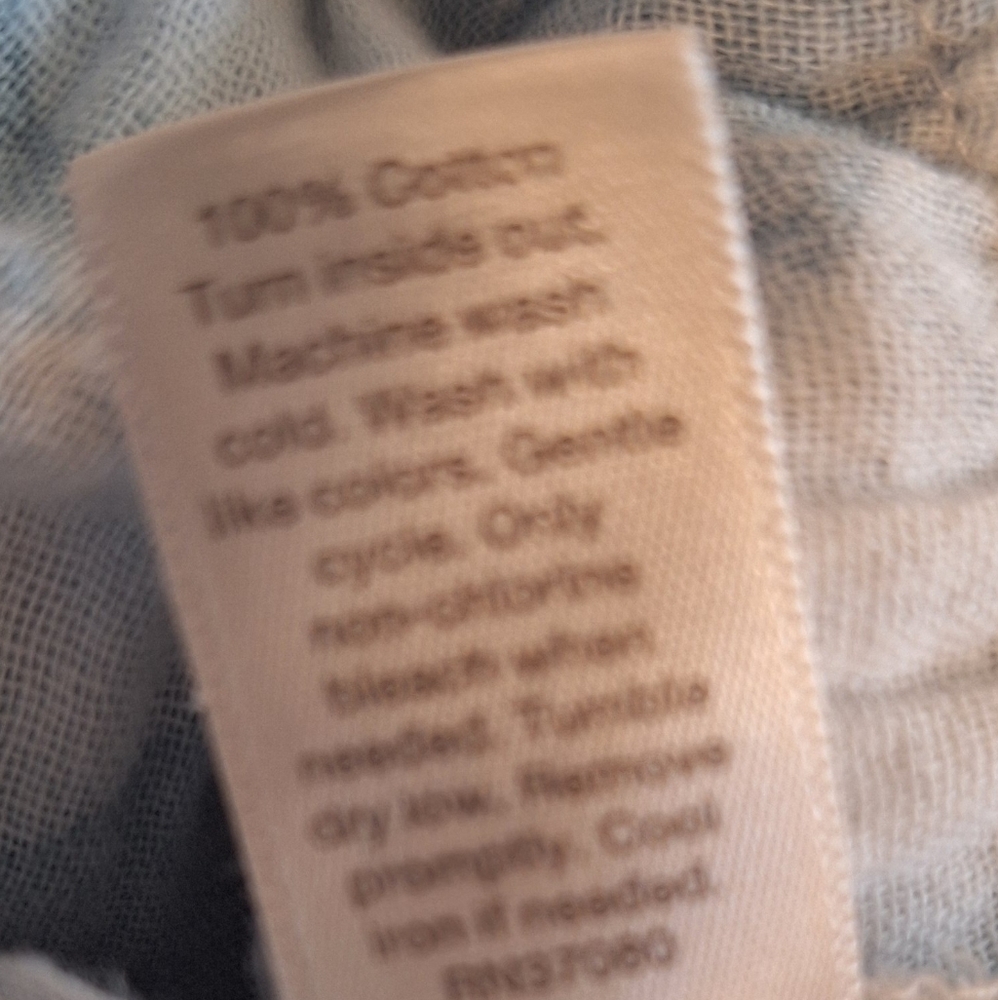 100% Cotton
Turn inside out.
Machine wash
cold. Wash with
like colors. Gentle
cycle. Only
non-chlorine
bleach when
needed. Tumble
dry low. Remove
promptly. Cool
iron if needed.
RN37080